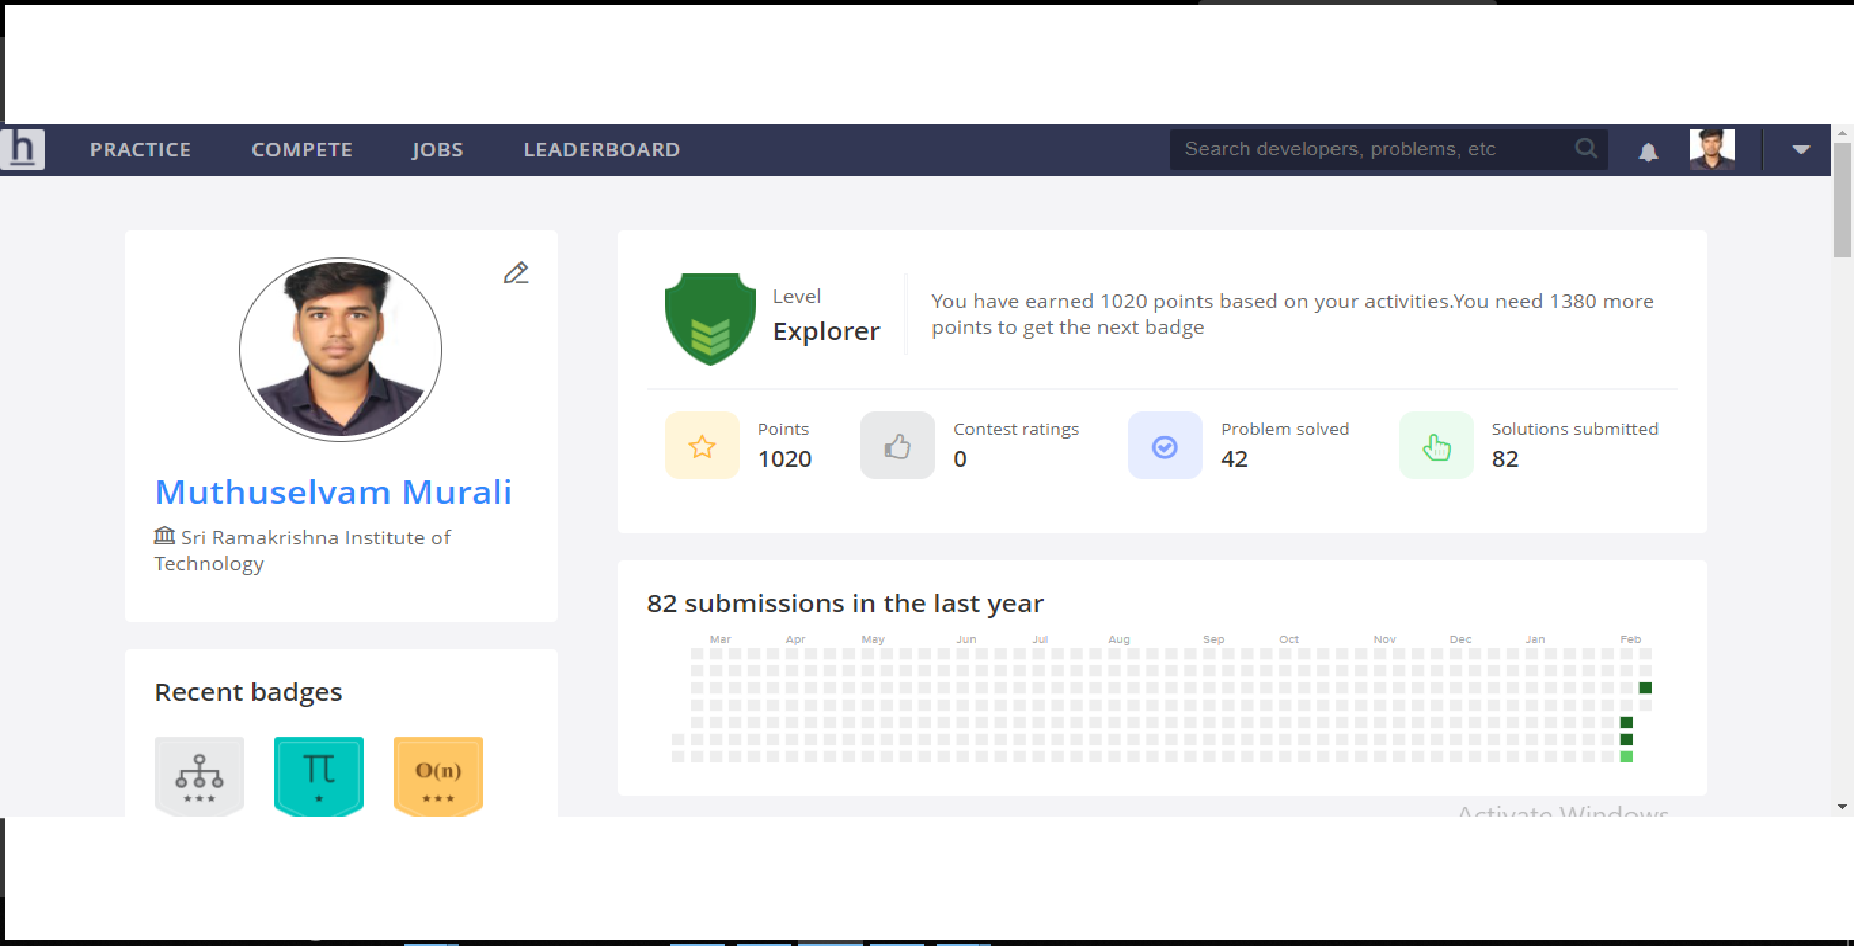 h
PRACTICE COMPETE JOBS LEADERBOARD
Search developers, problems, etc
Muthuselvam Murali
Sri Ramakrishna Institute of
Technology
Recent badges
π
O(n)
Level
Explorer
You have earned 1020 points based on your activities.You need 1380 more
points to get the next badge
Points
1020
Contest ratings
0
Problem solved
42
Solutions submitted
82
82 submissions in the last year
Mar Apr May Jun Jul Aug Sep Oct Nov Dec Jan Feb
Activate Windows